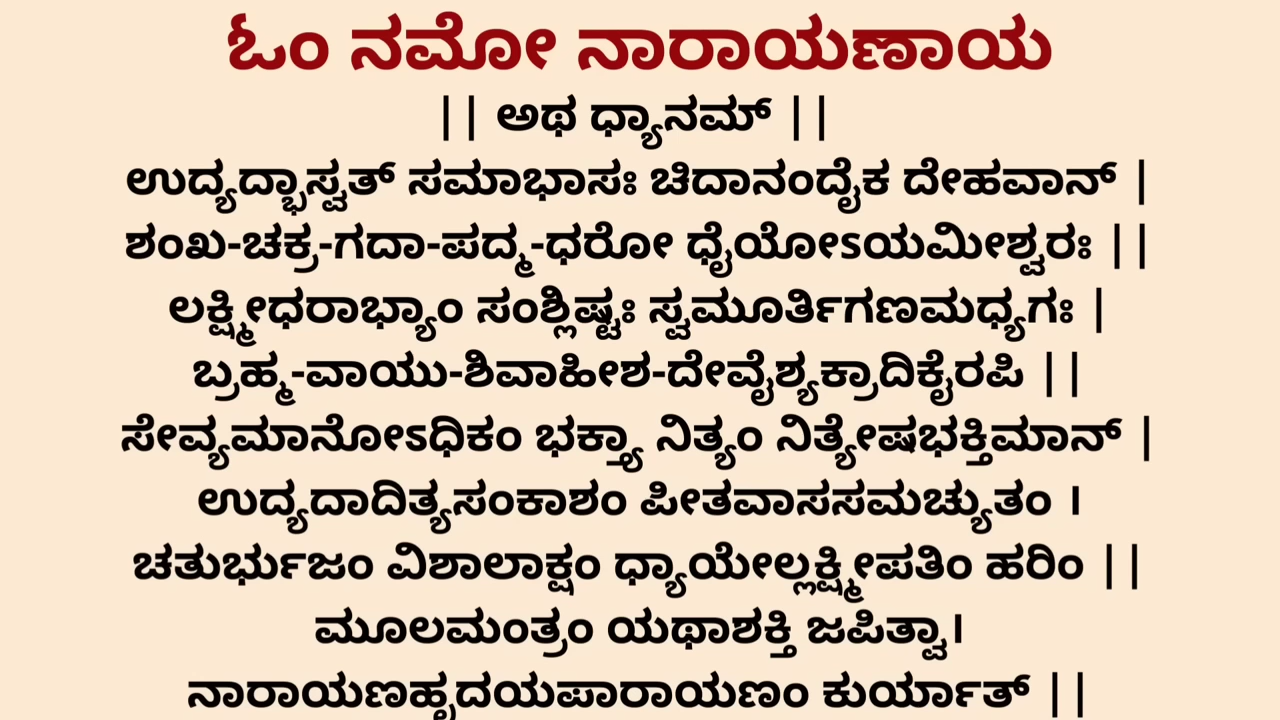 ಓಂ ನಮೋ ನಾರಾಯಣಾಯ
|| ಅಥ ಧ್ಯಾನಮ್ ||
ಉದ್ಯದ್ಭಾಸ್ವತ್ ಸಮಾಭಾಸಃ ಚಿದಾನಂದೈಕ ದೇಹವಾನ್ |
ಶಂಖ-ಚಕ್ರ-ಗದಾ-ಪದ್ಮ-ಧರೋ ಧೈಯೋಽಯಮೀಶ್ವರಃ ||
ಲಕ್ಷ್ಮೀಧರಾಭ್ಯಾಂ ಸಂಶ್ಲಿಷ್ಟಃ ಸ್ವಮೂರ್ತಿಗಣಮಧ್ಯಗಃ |
ಬ್ರಹ್ಮ-ವಾಯು-ಶಿವಾಹೀಶ-ದೇವೈಶ್ಯಕ್ರಾದಿಕೈರಪಿ ||
ಸೇವ್ಯಮಾನೋಽಧಿಕಂ ಭಕ್ತ್ಯಾ ನಿತ್ಯಂ ನಿತ್ಯೇಷಭಕ್ತಿಮಾನ್ |
ಉದ್ಯದಾದಿತ್ಯಸಂಕಾಶಂ ಪೀತವಾಸಸಮಚ್ಯುತಂ ।
ಚತುರ್ಭುಜಂ ವಿಶಾಲಾಕ್ಷಂ ಧ್ಯಾಯೇಲ್ಲಕ್ಷ್ಮೀಪತಿಂ ಹರಿಂ ||
ಮೂಲಮಂತ್ರಂ ಯಥಾಶಕ್ತಿ ಜಪಿತ್ವಾ।
ನಾರಾಯಣಹೃದಯಪಾರಾಯಣಂ ಕುರ್ಯಾತ್ ||